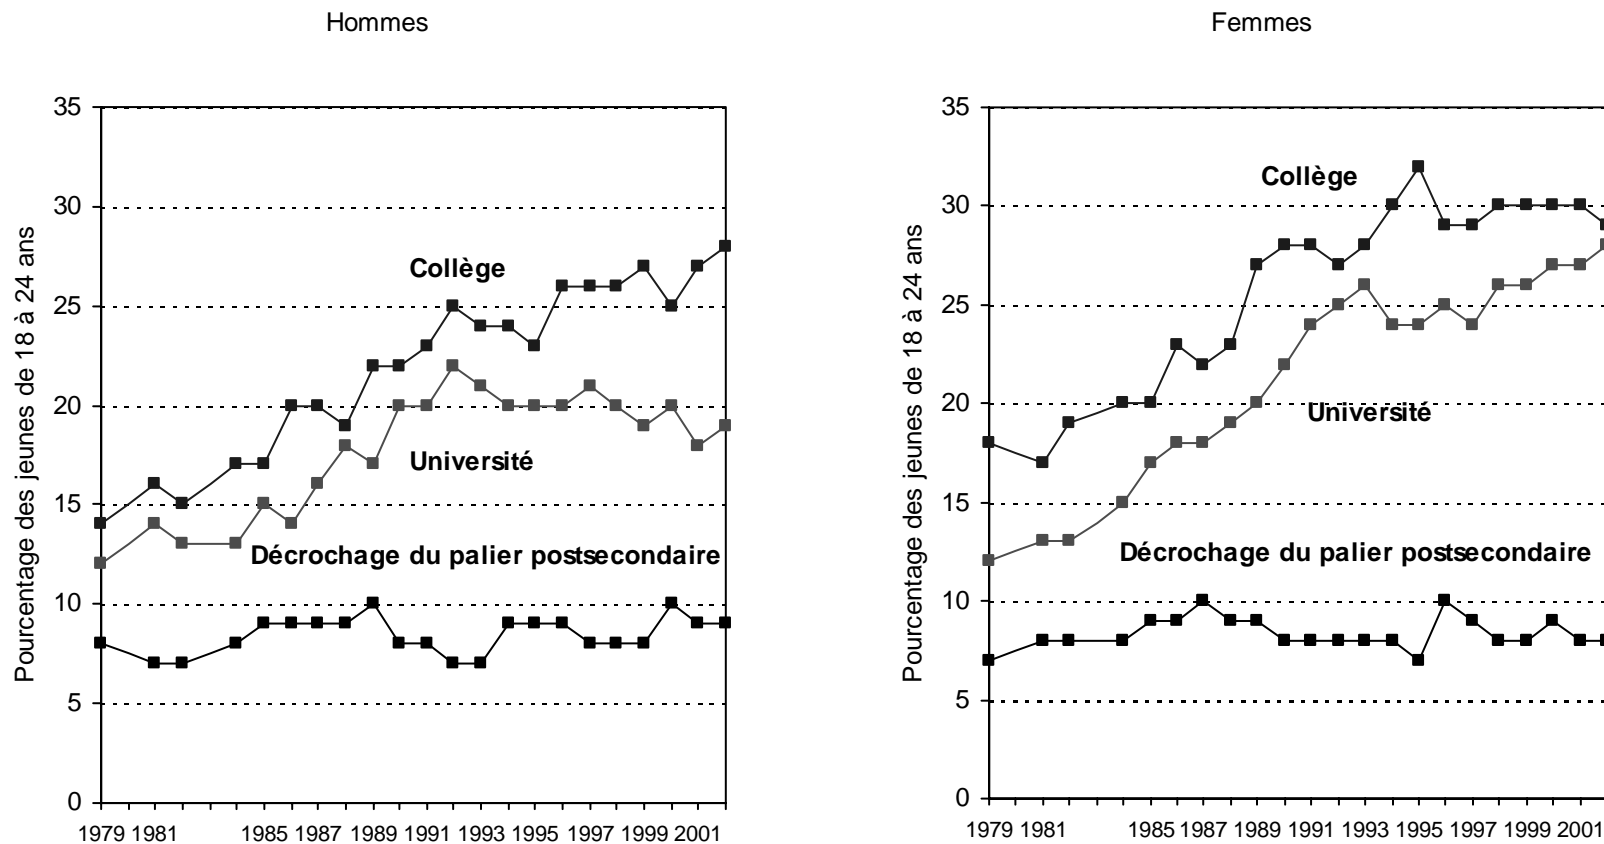 Hommes
Pourcentage des jeunes de 18 à 24 ans
35
30
25
20
15
10
5
0
Collège
Université
Décrochage du palier postsecondaire
1979 1981 1985 1987 1989 1991 1993 1995 1997 1999 2001
Femmes
Pourcentage des jeunes de 18 à 24 ans
35
30
25
20
15
10
5
0
Collège
Université
Décrochage du palier postsecondaire
1979 1981 1985 1987 1989 1991 1993 1995 1997 1999 2001